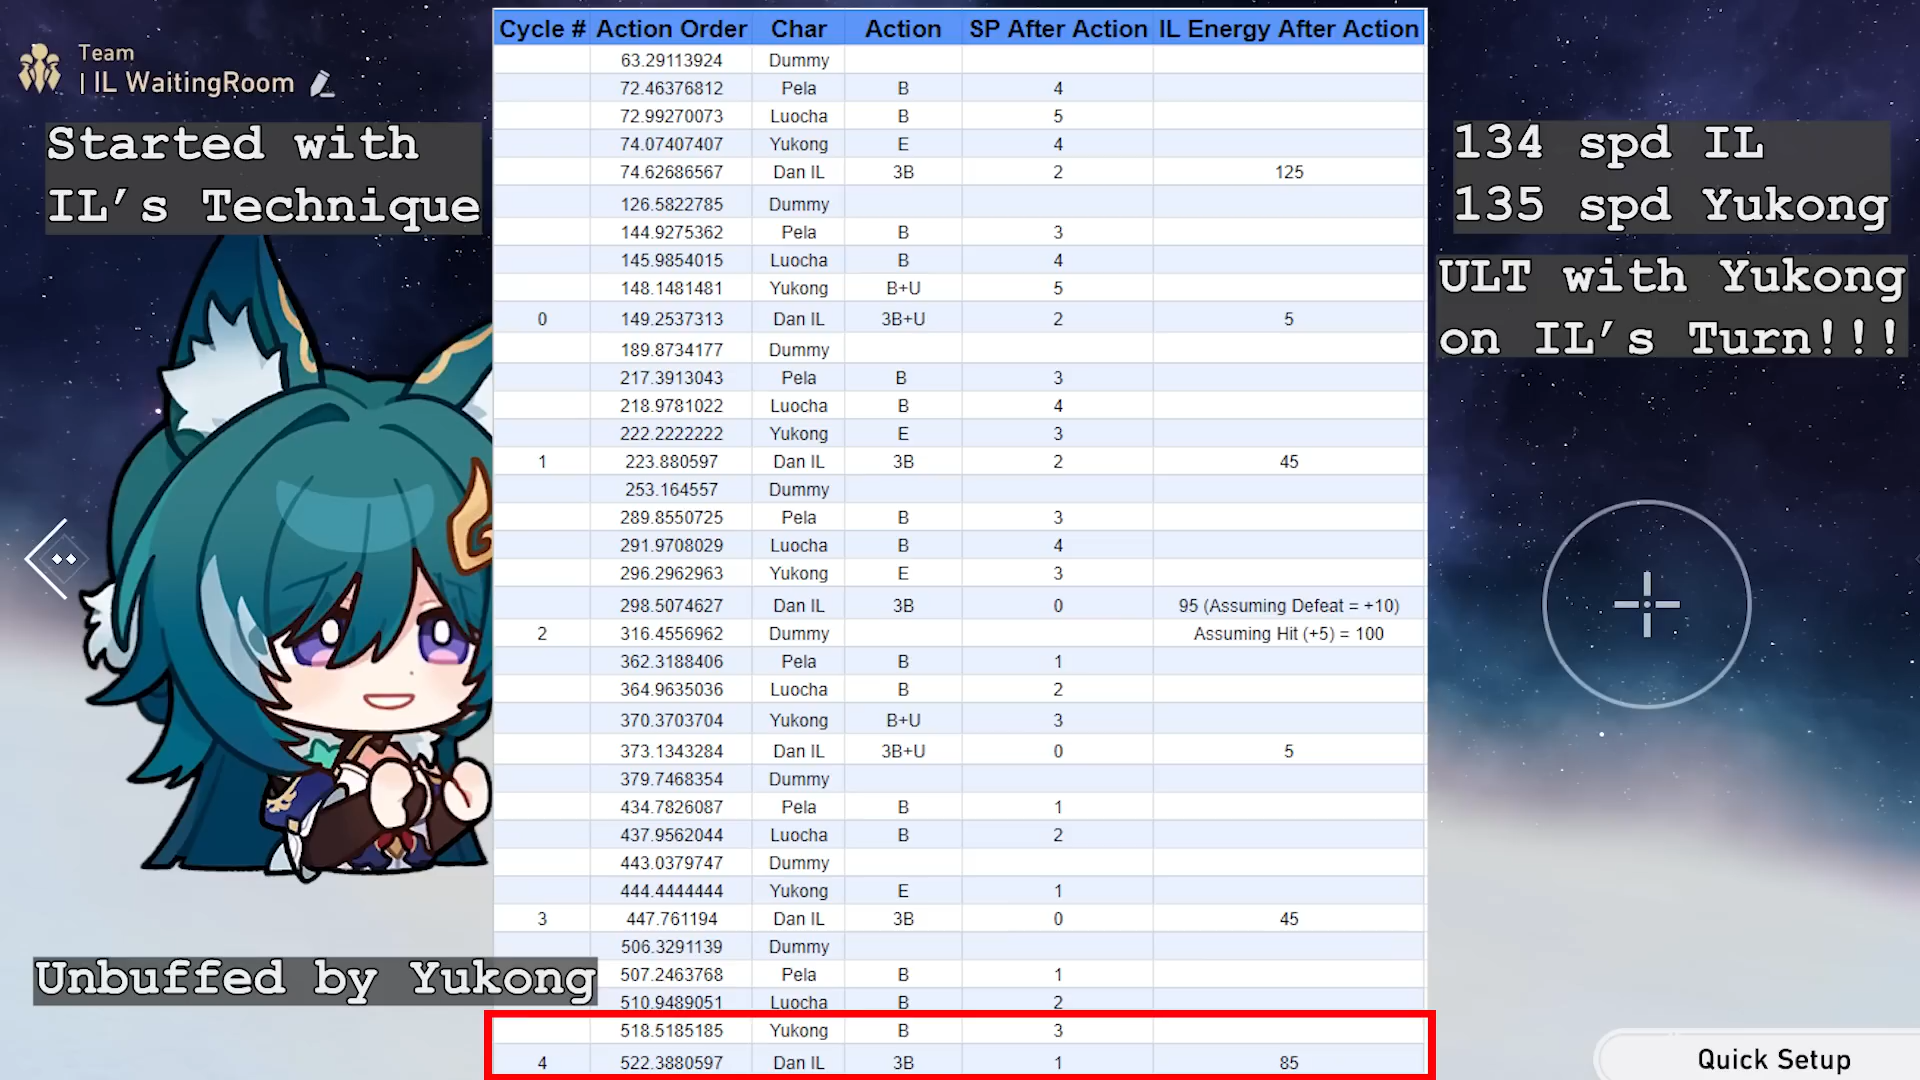 Team
| IL WaitingRoom
Started with
IL's Technique
134 spd IL
135 spd Yukong
ULT with Yukong
on IL's Turn!!!
Cycle # Action Order Char Action SP After Action IL Energy After Action
63.29113924 Dummy
72.46376812 Pela B 4
72.99270073 Luocha B 5
74.07407407 Yukong E 4
74.62686567 Dan IL 3B 2 125
126.5822785 Dummy
144.9275362 Pela B 3
145.9854015 Luocha B 4
148.1481481 Yukong B+U 5
0 149.2537313 Dan IL 3B+U 2 5
189.8734177 Dummy
217.3913043 Pela B 3
218.9781022 Luocha B 4
222.2222222 Yukong E 3
1 223.880597 Dan IL 3B 2 45
253.164557 Dummy
289.8550725 Pela B 3
291.9708029 Luocha B 4
296.2962963 Yukong E 3
298.5074627 Dan IL 3B 0 95 (Assuming Defeat = +10)
2 316.4556962 Dummy Assuming Hit (+5) = 100
362.3188406 Pela B 1
364.9635036 Luocha B 2
370.3703704 Yukong B+U 3
373.1343284 Dan IL 3B+U 0 5
379.7468354 Dummy
434.7826087 Pela B 1
437.9562044 Luocha B 2
443.0379747 Dummy
444.4444444 Yukong E 1
3 447.761194 Dan IL 3B 0 45
506.3291139 Dummy
507.2463768 Pela B 1
510.9489051 Luocha B 2
518.5185185 Yukong B 3
4 522.3880597 Dan IL 3B 1 85
Unbuffed by Yukong
Quick Setup